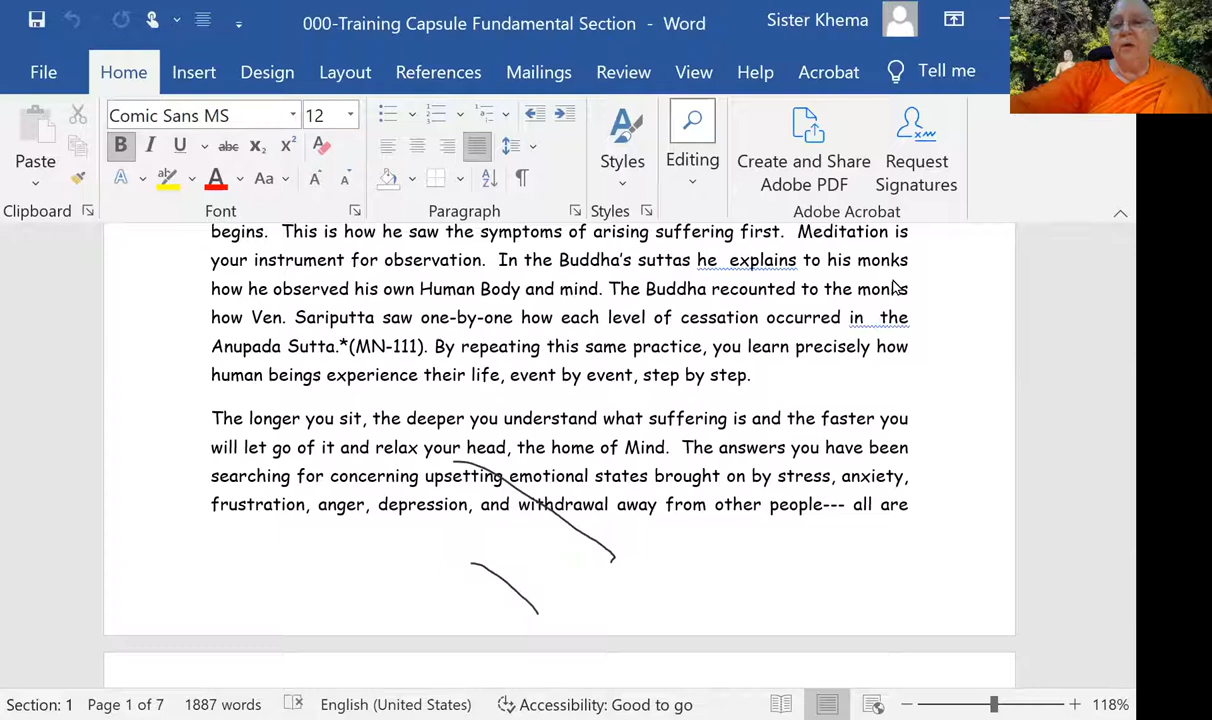 000-Training Capsule Fundamental Section - Word
Sister Khema
File Home Insert Design Layout References Mailings Review View Help Acrobat Tell me
Comic Sans MS 12
Paste
B I U abc x₂ x²
A A Aa A A
Styles
Editing
Create and Share Adobe PDF
Request Signatures
Clipboard Font Paragraph Styles Adobe Acrobat
begins. This is how he saw the symptoms of arising suffering first. Meditation is
your instrument for observation. In the Buddha's suttas he explains to his monks
how he observed his own Human Body and mind. The Buddha recounted to the monks
how Ven. Sariputta saw one-by-one how each level of cessation occurred in the
Anupada Sutta.*(MN-111). By repeating this same practice, you learn precisely how
human beings experience their life, event by event, step by step.
The longer you sit, the deeper you understand what suffering is and the faster you
will let go of it and relax your head, the home of Mind. The answers you have been
searching for concerning upsetting emotional states brought on by stress, anxiety,
frustration, anger, depression, and withdrawal away from other people--- all are
Section: 1 Page 1 of 7 1887 words English (United States) Accessibility: Good to go 118%